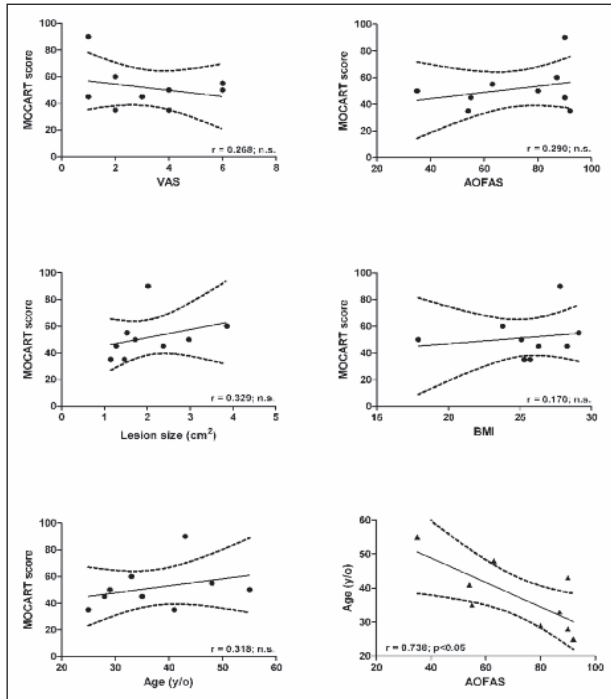 100
80
60
40
20
0
MOCART score
0 2 4 6 8
r = 0.268; n.s.
VAS
100
80
60
40
20
0
MOCART score
20 40 60 80 100
r = 0.290; n.s.
AOFAS
100
80
60
40
20
0
MOCART score
0 1 2 3 4 5
r = 0.329; n.s.
Lesion size (cm²)
100
80
60
40
20
0
MOCART score
15 20 25 30
r = 0.170; n.s.
BMI
100
80
60
40
20
0
MOCART score
20 30 40 50 60
r = 0.318; n.s.
Age (y/o)
60
50
40
30
20
Age (y/o)
20 40 60 80 100
r = 0.738; p<0.05
AOFAS